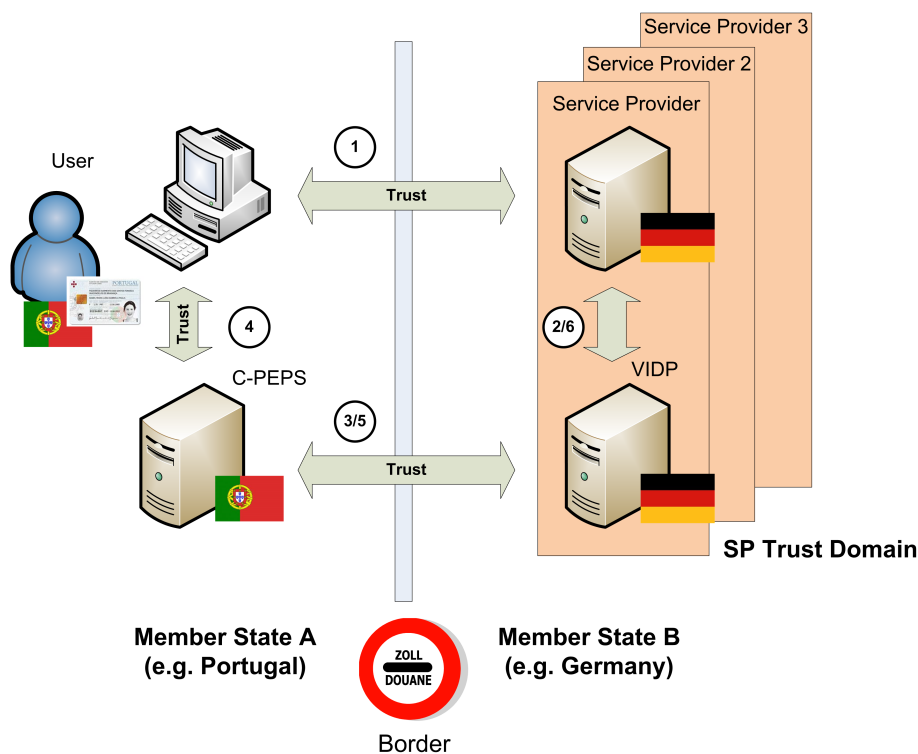 Service Provider 3
Service Provider 2
Service Provider
User
1
Trust
PORTUGAL
Trust
4
2/6
C-PEPS
VIDP
3/5
Trust
SP Trust Domain
Member State A
(e.g. Portugal)
Member State B
(e.g. Germany)
ZOLL
DOUANE
Border